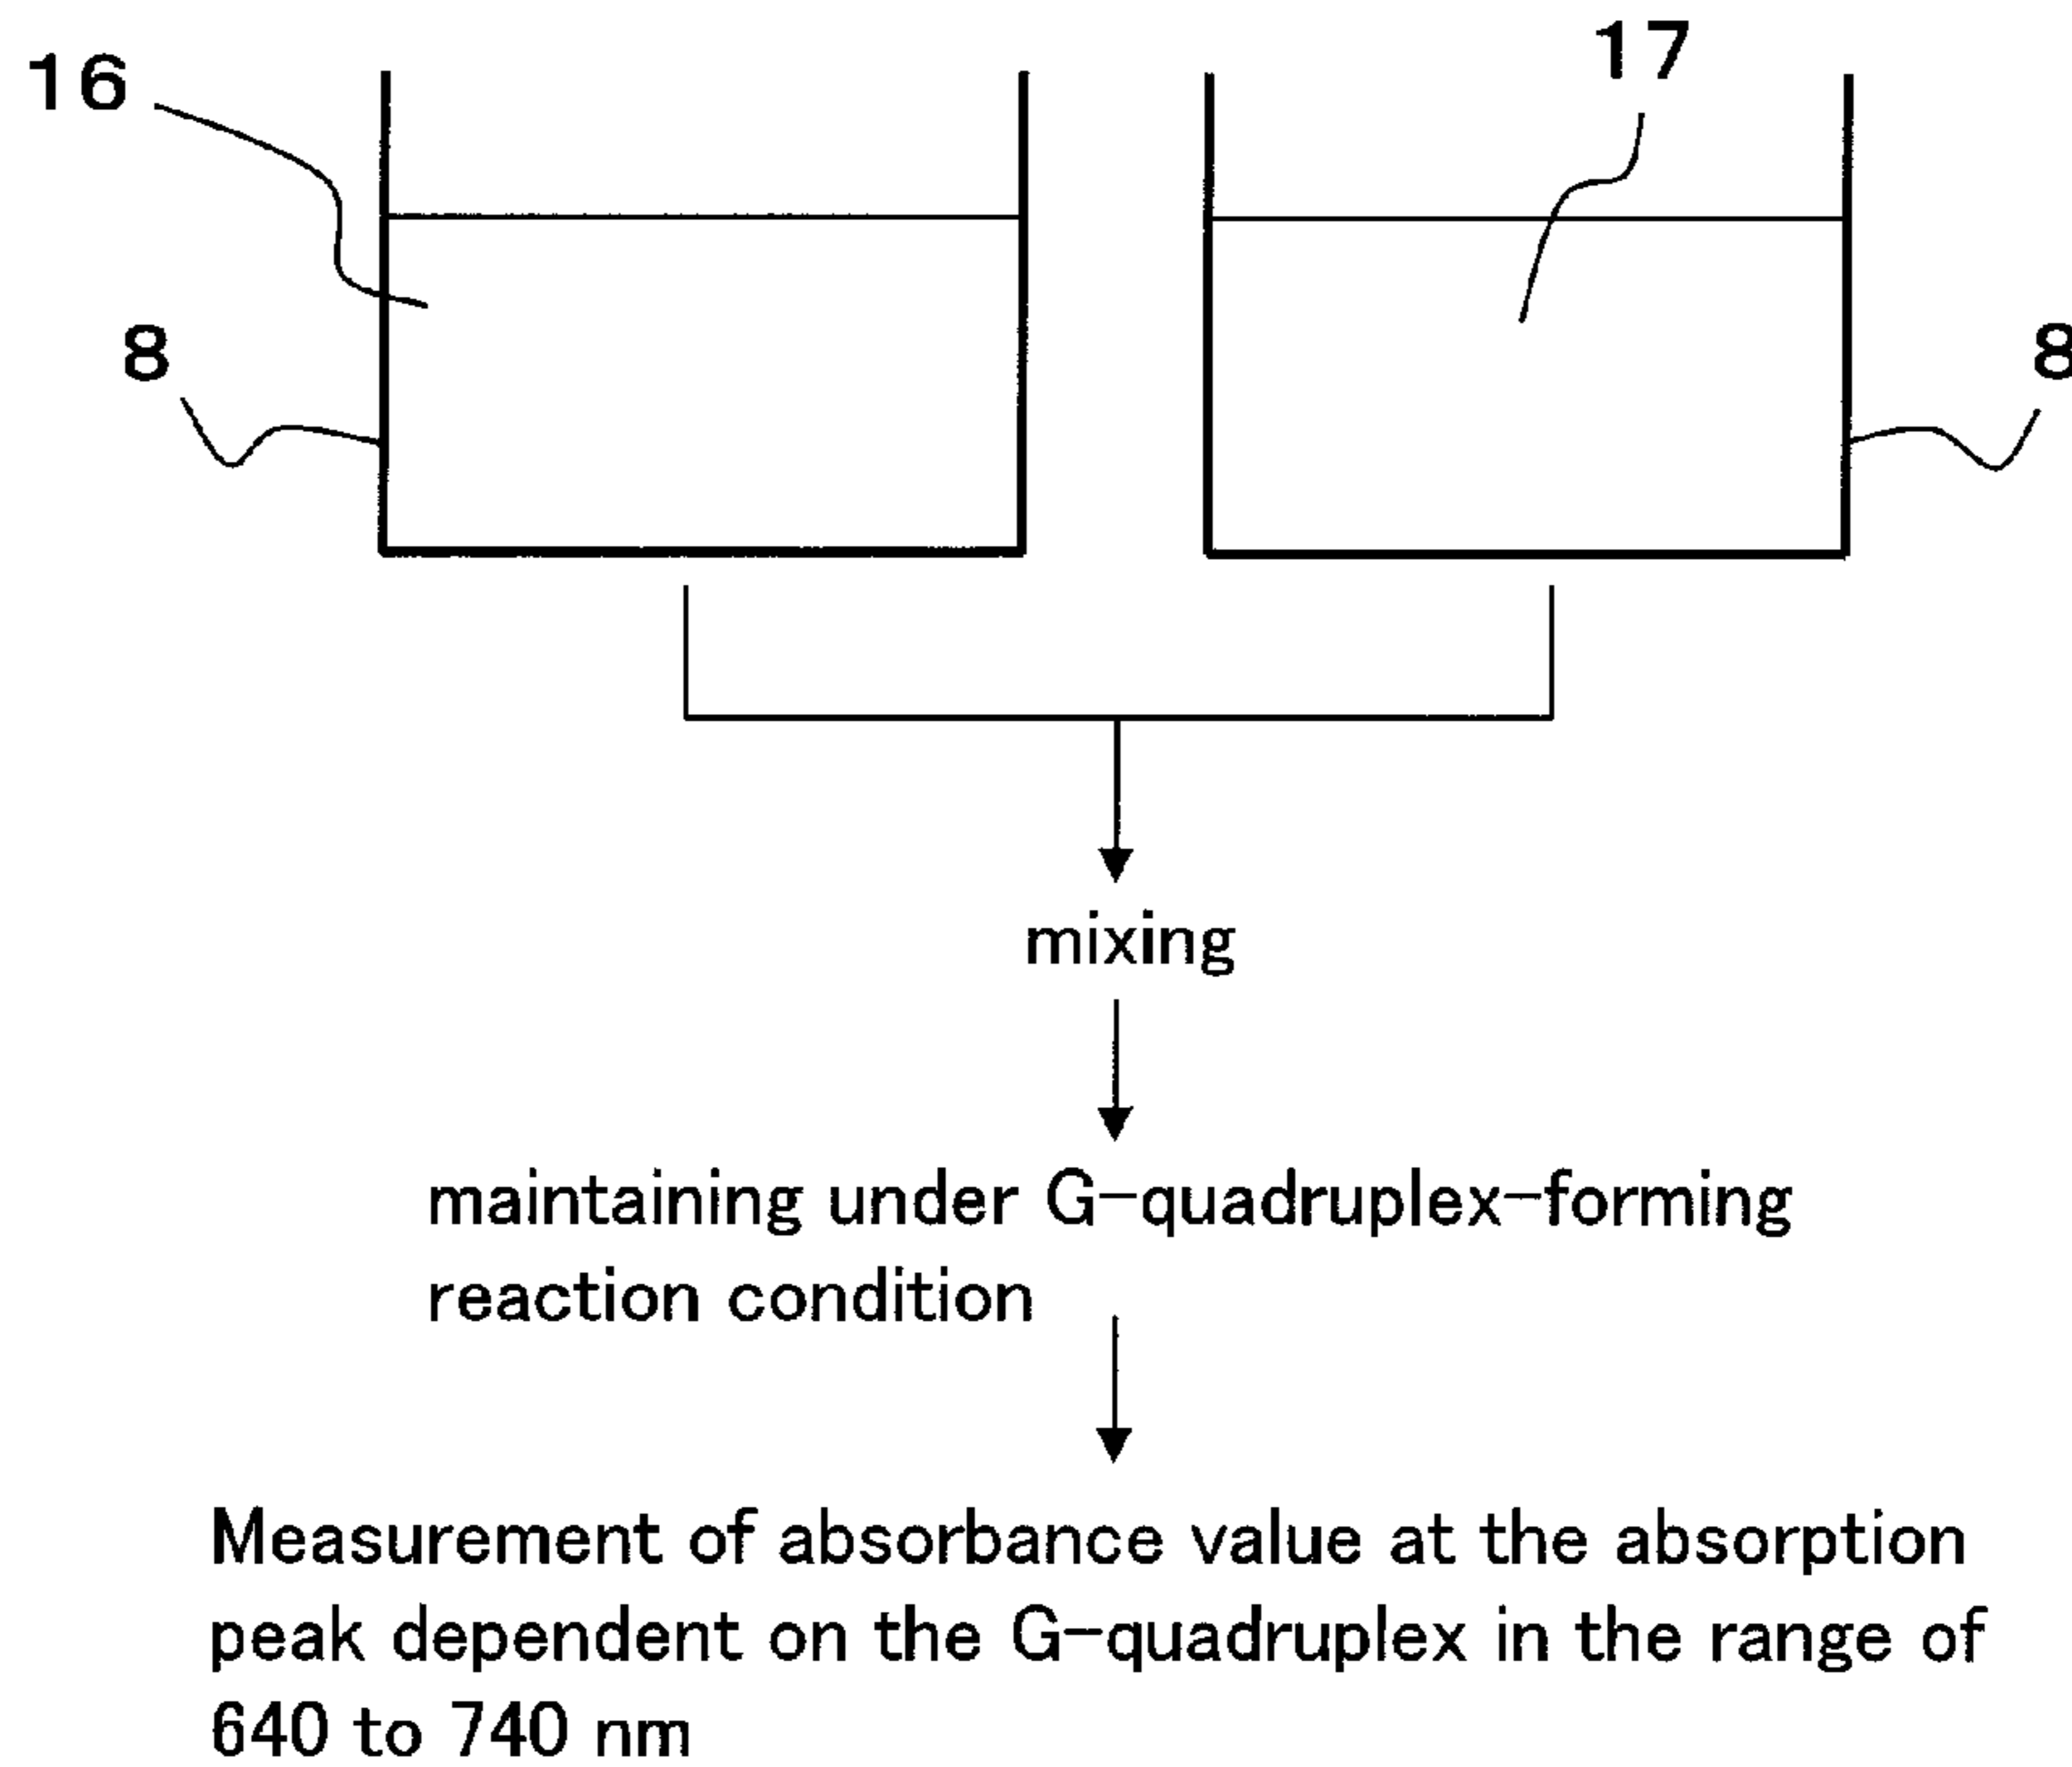 16
17
8
8
mixing
maintaining under G-quadruplex-forming
reaction condition
Measurement of absorbance value at the absorption
peak dependent on the G-quadruplex in the range of
640 to 740 nm